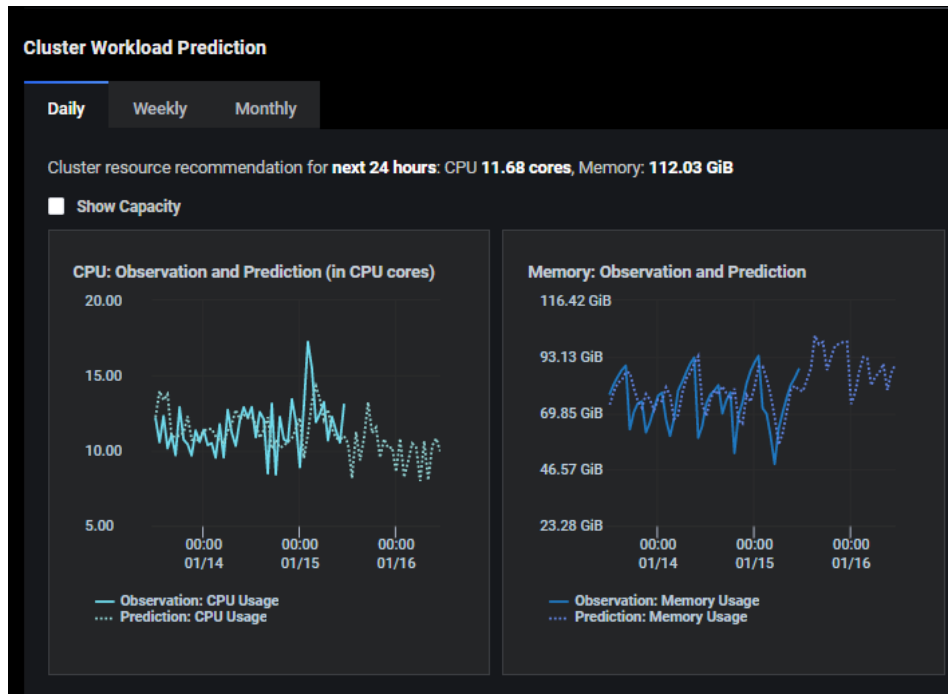 Cluster Workload Prediction
Daily Weekly Monthly
Cluster resource recommendation for next 24 hours: CPU 11.68 cores, Memory: 112.03 GiB
Show Capacity
CPU: Observation and Prediction (in CPU cores)
20.00
15.00
10.00
5.00
00:00 00:00 00:00
01/14 01/15 01/16
Observation: CPU Usage
Prediction: CPU Usage
Memory: Observation and Prediction
116.42 GiB
93.13 GiB
69.85 GiB
46.57 GiB
23.28 GiB
00:00 00:00 00:00
01/14 01/15 01/16
Observation: Memory Usage
Prediction: Memory Usage